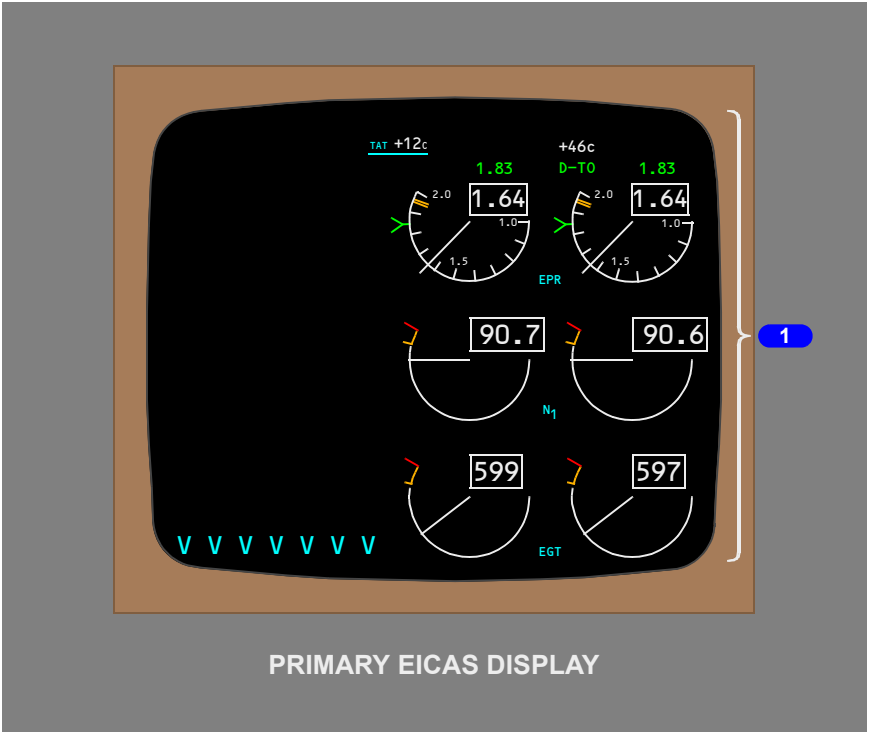 TAT +12c +46c
1.83 D-TO 1.83
2.0 1.64 2.0 1.64
1.0 1.0
1.5 1.5
EPR
90.7 90.6
1
N1
599 597
V V V V V V V EGT
PRIMARY EICAS DISPLAY